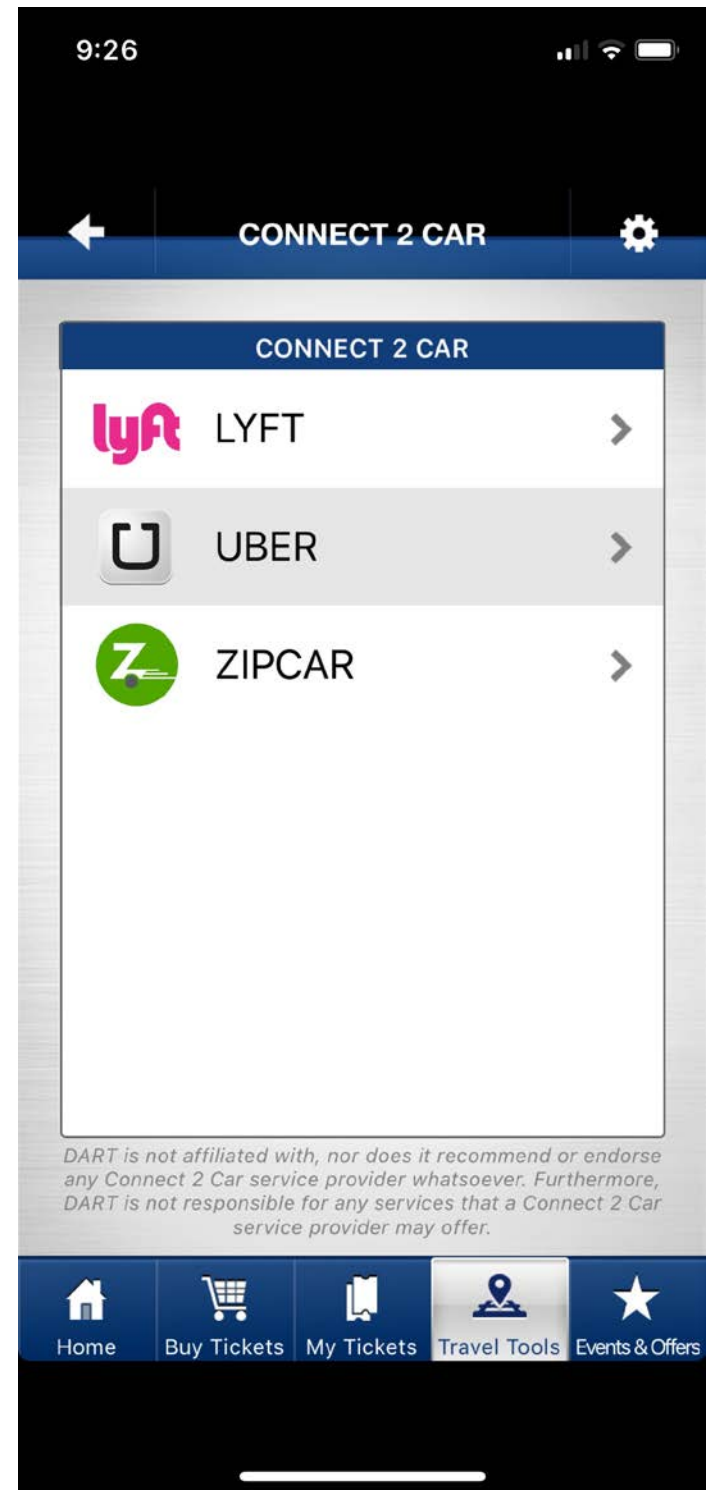 9:26
CONNECT 2 CAR
CONNECT 2 CAR
lyft LYFT
UBER
Z ZIPCAR
DART is not affiliated with, nor does it recommend or endorse
any Connect 2 Car service provider whatsoever. Furthermore,
DART is not responsible for any services that a Connect 2 Car
service provider may offer.
Home Buy Tickets My Tickets Travel Tools Events & Offers